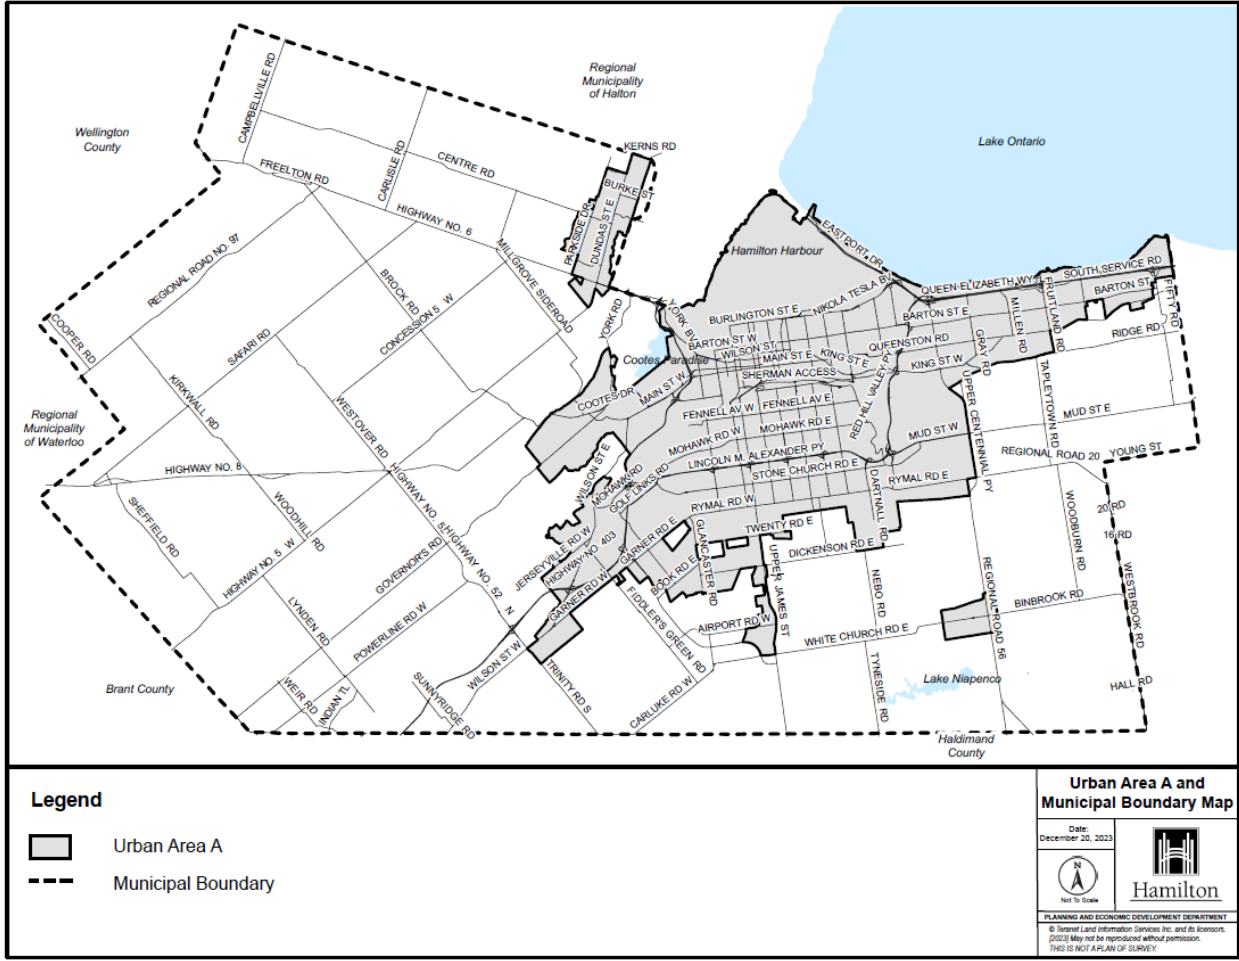 Regional
Municipality
of Halton
Lake Ontario
Wellington
County
CAMPBELLVILLE RD
KERNS RD
CENTRE RD
CARLISLE RD
FREELTON RD
BURKE ST
HIGHWAY NO. 6
PARKSIDE DR
DUNDAS ST E
EASTPORT DR
Hamilton Harbour
REGIONAL ROAD NO. 97
MILLGROVE SIDEROAD
BROCK RD
CONCESSION 5 W
SOUTH SERVICE RD
QUEEN ELIZABETH WY
NIKOLA TESLA BV
BARTON ST
FRUITLAND RD
FIFTY RD
YORK RD
YORK BV
BURLINGTON ST E
BARTON ST E
MILLEN RD
RIDGE RD
COOPER RD
SAFARI RD
BARTON ST W
WILSON ST
QUEENSTON RD
GRAY RD
Cootes Paradise
MAIN ST E
KING ST E
KING ST W
SHERMAN ACCESS
KIRKWALL RD
COOTES DR
MAIN ST W
RED HILL VALLEY PY
UPPER CENTENNIAL PY
TAPLEYTOWN RD
Regional
Municipality
of Waterloo
WESTOVER RD
FENNELL AV W
FENNELL AV E
MUD ST E
MOHAWK RD W
MOHAWK RD E
MUD ST W
REGIONAL ROAD 20
YOUNG ST
HIGHWAY NO. 8
WILSON ST E
LINCOLN M. ALEXANDER PY
STONE CHURCH RD E
MOHAWK RD
GOLF LINKS RD
RYMAL RD E
DARTNALL RD
SHEFFIELD RD
WOODHILL RD
HIGHWAY NO. 52
RYMAL RD W
WOODBURN RD
20 RD
TWENTY RD E
16 RD
HIGHWAY NO. 5 W
GOVERNOR'S RD
HIGHWAY NO. 52 N
JERSEYVILLE RD W
HIGHWAY NO. 403
GARNER RD E
GLANCASTER RD
DICKENSON RD E
BOOK RD E
UPPER JAMES ST
NEBO RD
REGIONAL ROAD 56
WESTBROOK RD
LYNDEN RD
POWERLINE RD W
GARNER RD W
FIDDLER'S GREEN RD
AIRPORT RD W
WHITE CHURCH RD E
BINBROOK RD
Brant County
WEIR RD
INDIAN TL
SUNNYRIDGE RD
WILSON ST W
TRINITY RD S
CARLUKE RD W
TYNESIDE RD
Lake Niapenco
HALL RD
Haldimand
County
Legend
Urban Area A
Municipal Boundary
Urban Area A and
Municipal Boundary Map
Date:
December 20, 2023
N
Not To Scale
Hamilton
PLANNING AND ECONOMIC DEVELOPMENT DEPARTMENT
© Teranet Land Information Services Inc. and its licensors.
[2023] May not be reproduced without permission.
THIS IS NOT A PLAN OF SURVEY.